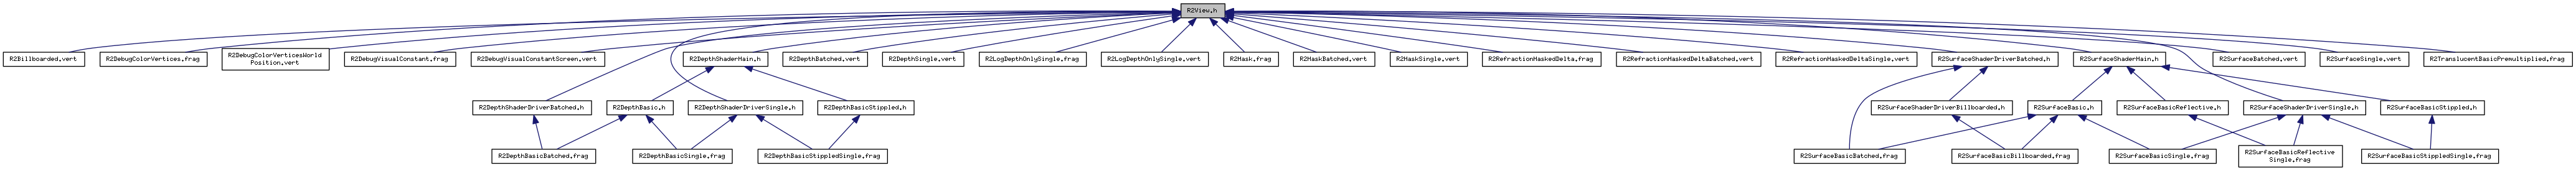 R2View.h
R2Billboarded.vert
R2DebugColorVertices.frag
R2DebugColorVerticesWorld
Position.vert
R2DebugVisualConstant.frag
R2DebugVisualConstantScreen.vert
R2DepthShaderMain.h
R2DepthBatched.vert
R2DepthSingle.vert
R2LogDepthOnlySingle.frag
R2LogDepthOnlySingle.vert
R2Mask.frag
R2MaskBatched.vert
R2MaskSingle.vert
R2RefractionMaskedDelta.frag
R2RefractionMaskedDeltaBatched.vert
R2RefractionMaskedDeltaSingle.vert
R2SurfaceShaderDriverBatched.h
R2SurfaceShaderMain.h
R2SurfaceBatched.vert
R2SurfaceSingle.vert
R2TranslucentBasicPremultiplied.frag
R2DepthShaderDriverBatched.h
R2DepthBasic.h
R2DepthShaderDriverSingle.h
R2DepthBasicStippled.h
R2SurfaceShaderDriverBillboarded.h
R2SurfaceBasic.h
R2SurfaceBasicReflective.h
R2SurfaceShaderDriverSingle.h
R2SurfaceBasicStippled.h
R2DepthBasicBatched.frag
R2DepthBasicSingle.frag
R2DepthBasicStippledSingle.frag
R2SurfaceBasicBatched.frag
R2SurfaceBasicBillboarded.frag
R2SurfaceBasicSingle.frag
R2SurfaceBasicReflective
Single.frag
R2SurfaceBasicStippledSingle.frag